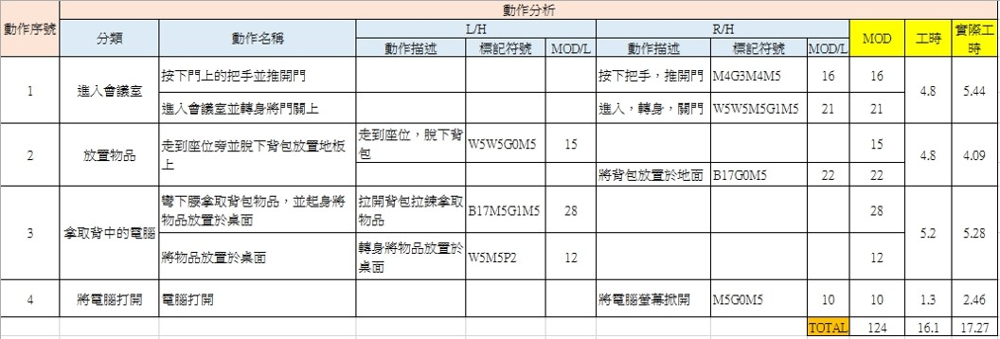 動作序號
動作分析
分類
動作名稱
L/H
R/H
MOD
工時
實際工
時
動作描述
標記符號
MOD/L
動作描述
標記符號
MOD/L
1
進入會議室
按下門上的把手並推開門
按下把手，推開門
M4G3M4M5
16
16
4.8
5.44
進入會議室並轉身將門關上
進入，轉身，關門
W5W5M5G1M5
21
21
2
放置物品
走到座位旁並脫下背包放置地板
上
走到座位，脫下背
包
W5W5G0M5
15
15
4.8
4.09
將背包放置於地面
B17G0M5
22
22
3
拿取背中的電腦
彎下腰拿取背包物品，並起身將
物品放置於桌面
拉開背包拉鍊拿取
物品
B17M5G1M5
28
28
5.2
5.28
將物品放置於桌面
轉身將物品放置於
桌面
W5M5P2
12
12
4
將電腦打開
電腦打開
將電腦螢幕掀開
M5G0M5
10
10
1.3
2.46
TOTAL
124
16.1
17.27